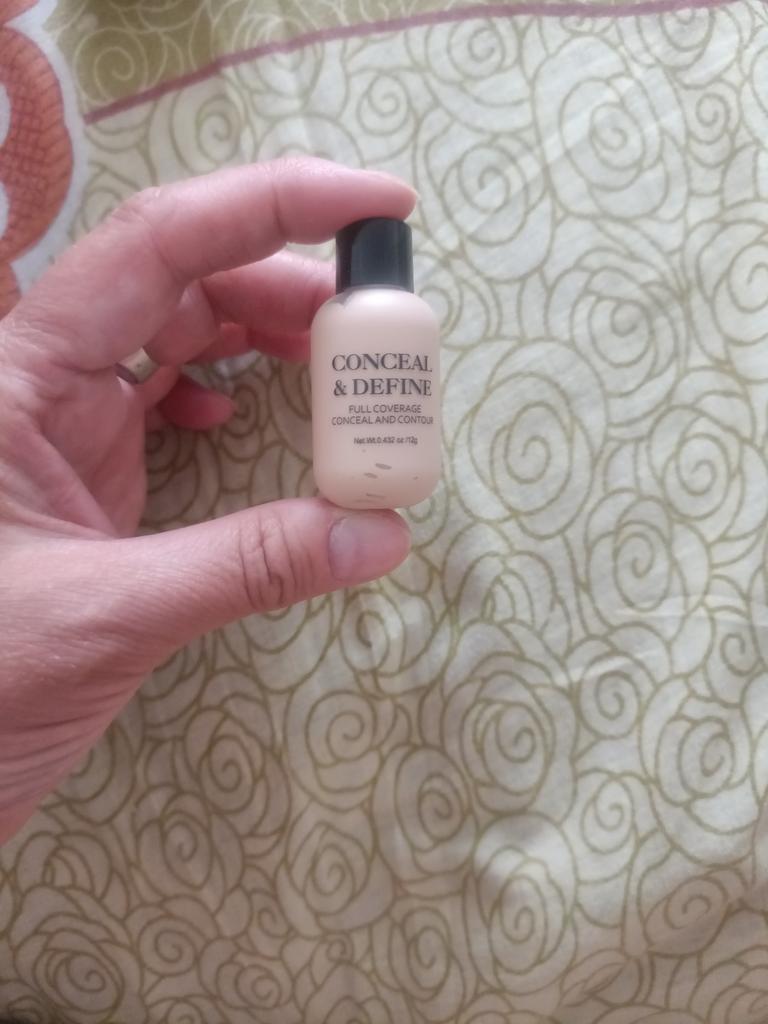 CONCEAL
& DEFINE
FULL COVERAGE
CONCEAL AND CONTOUR
Net.Wt.0.432 oz /12g